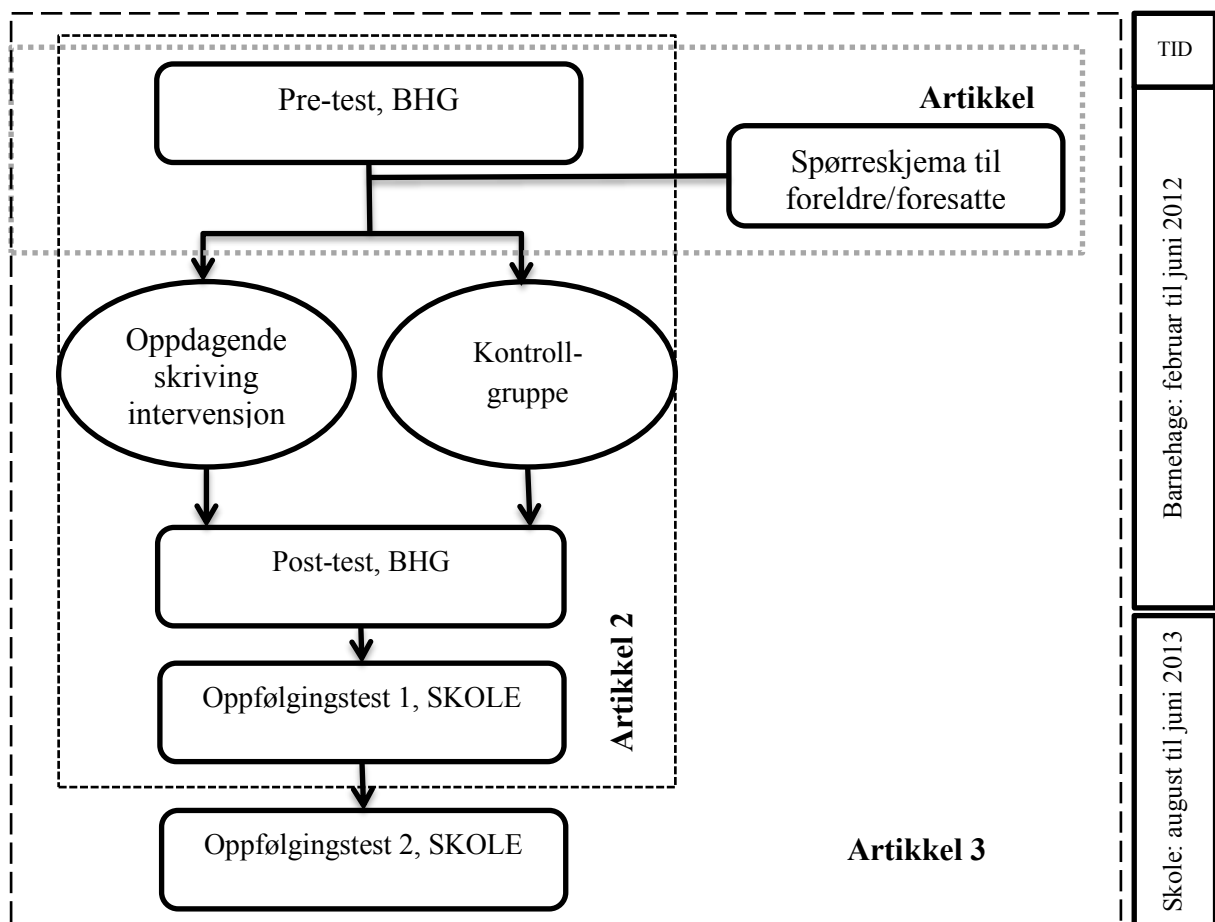 TID
Pre-test, BHG
Artikkel
Spørreskjema til
foreldre/foresatte
Oppdagende
skriving
intervensjon
Kontroll-
gruppe
Barnehage: februar til juni 2012
Post-test, BHG
Artikkel 2
Oppfølgingstest 1, SKOLE
Oppfølgingstest 2, SKOLE
Artikkel 3
Skole: august til juni 2013